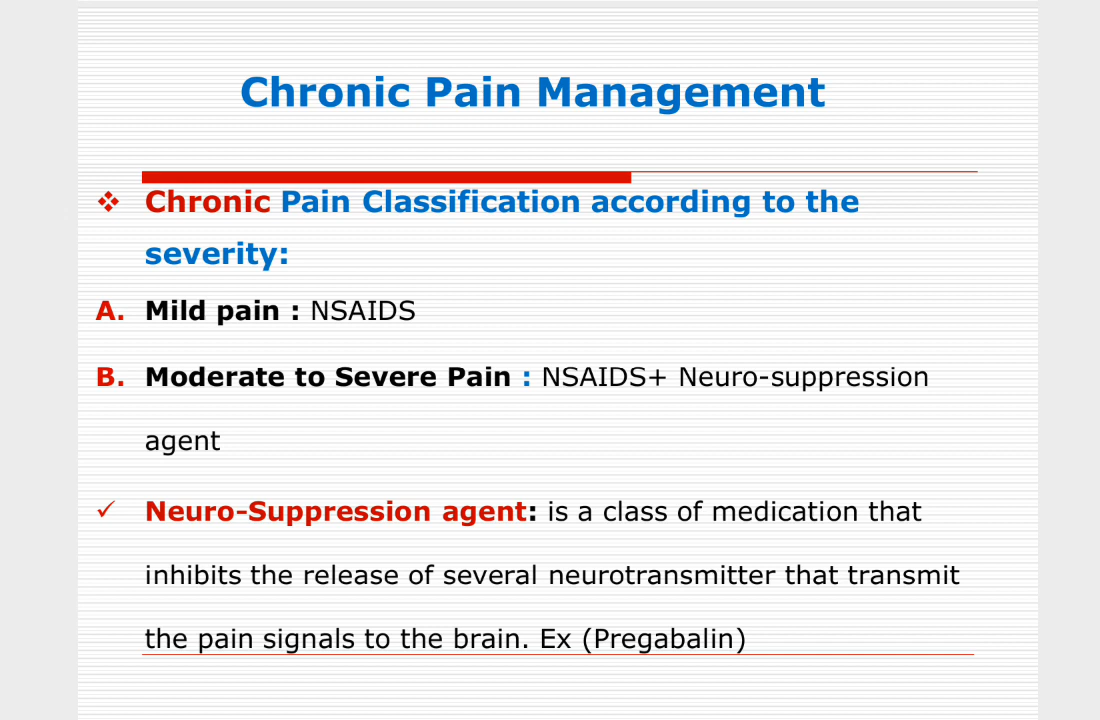 Chronic Pain Management
❖ Chronic Pain Classification according to the
severity:
A. Mild pain : NSAIDS
B. Moderate to Severe Pain : NSAIDS+ Neuro-suppression
agent
✓ Neuro-Suppression agent: is a class of medication that
inhibits the release of several neurotransmitter that transmit
the pain signals to the brain. Ex (Pregabalin)